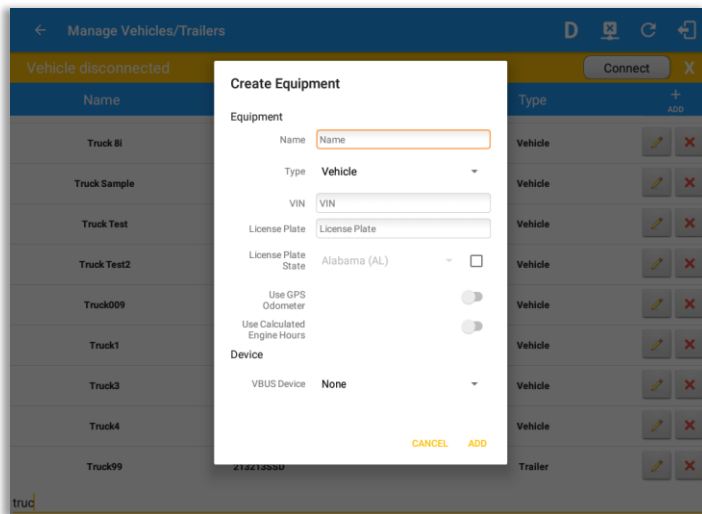 Manage Vehicles/Trailers D
Vehicle disconnected Connect X
Name Type + ADD
Truck 8i Vehicle
Truck Sample Vehicle
Truck Test Vehicle
Truck Test2 Vehicle
Truck009 Vehicle
Truck1 Vehicle
Truck3 Vehicle
Truck4 Vehicle
Truck99 213213SSD Trailer
truc
Create Equipment
Equipment
Name Name
Type Vehicle
VIN VIN
License Plate License Plate
License Plate
State Alabama (AL)
Use GPS
Odometer
Use Calculated
Engine Hours
Device
VBUS Device None
CANCEL ADD